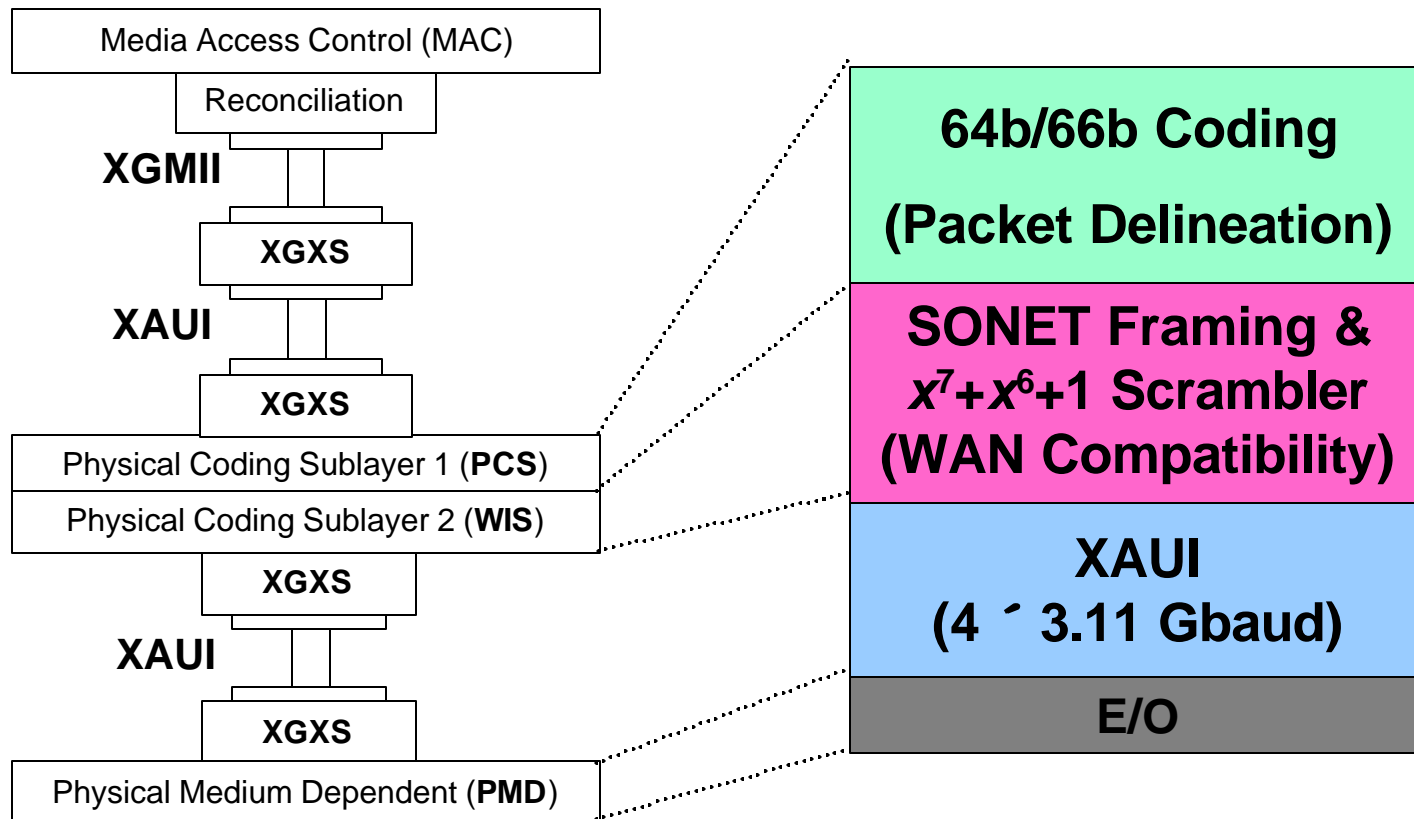 Media Access Control (MAC)
Reconciliation
XGMII
XGXS
XAUI
XGXS
Physical Coding Sublayer 1 (PCS)
Physical Coding Sublayer 2 (WIS)
XGXS
XAUI
XGXS
Physical Medium Dependent (PMD)
64b/66b Coding
(Packet Delineation)
SONET Framing &
x⁷+x⁶+1 Scrambler
(WAN Compatibility)
XAUI
(4 ´ 3.11 Gbaud)
E/O